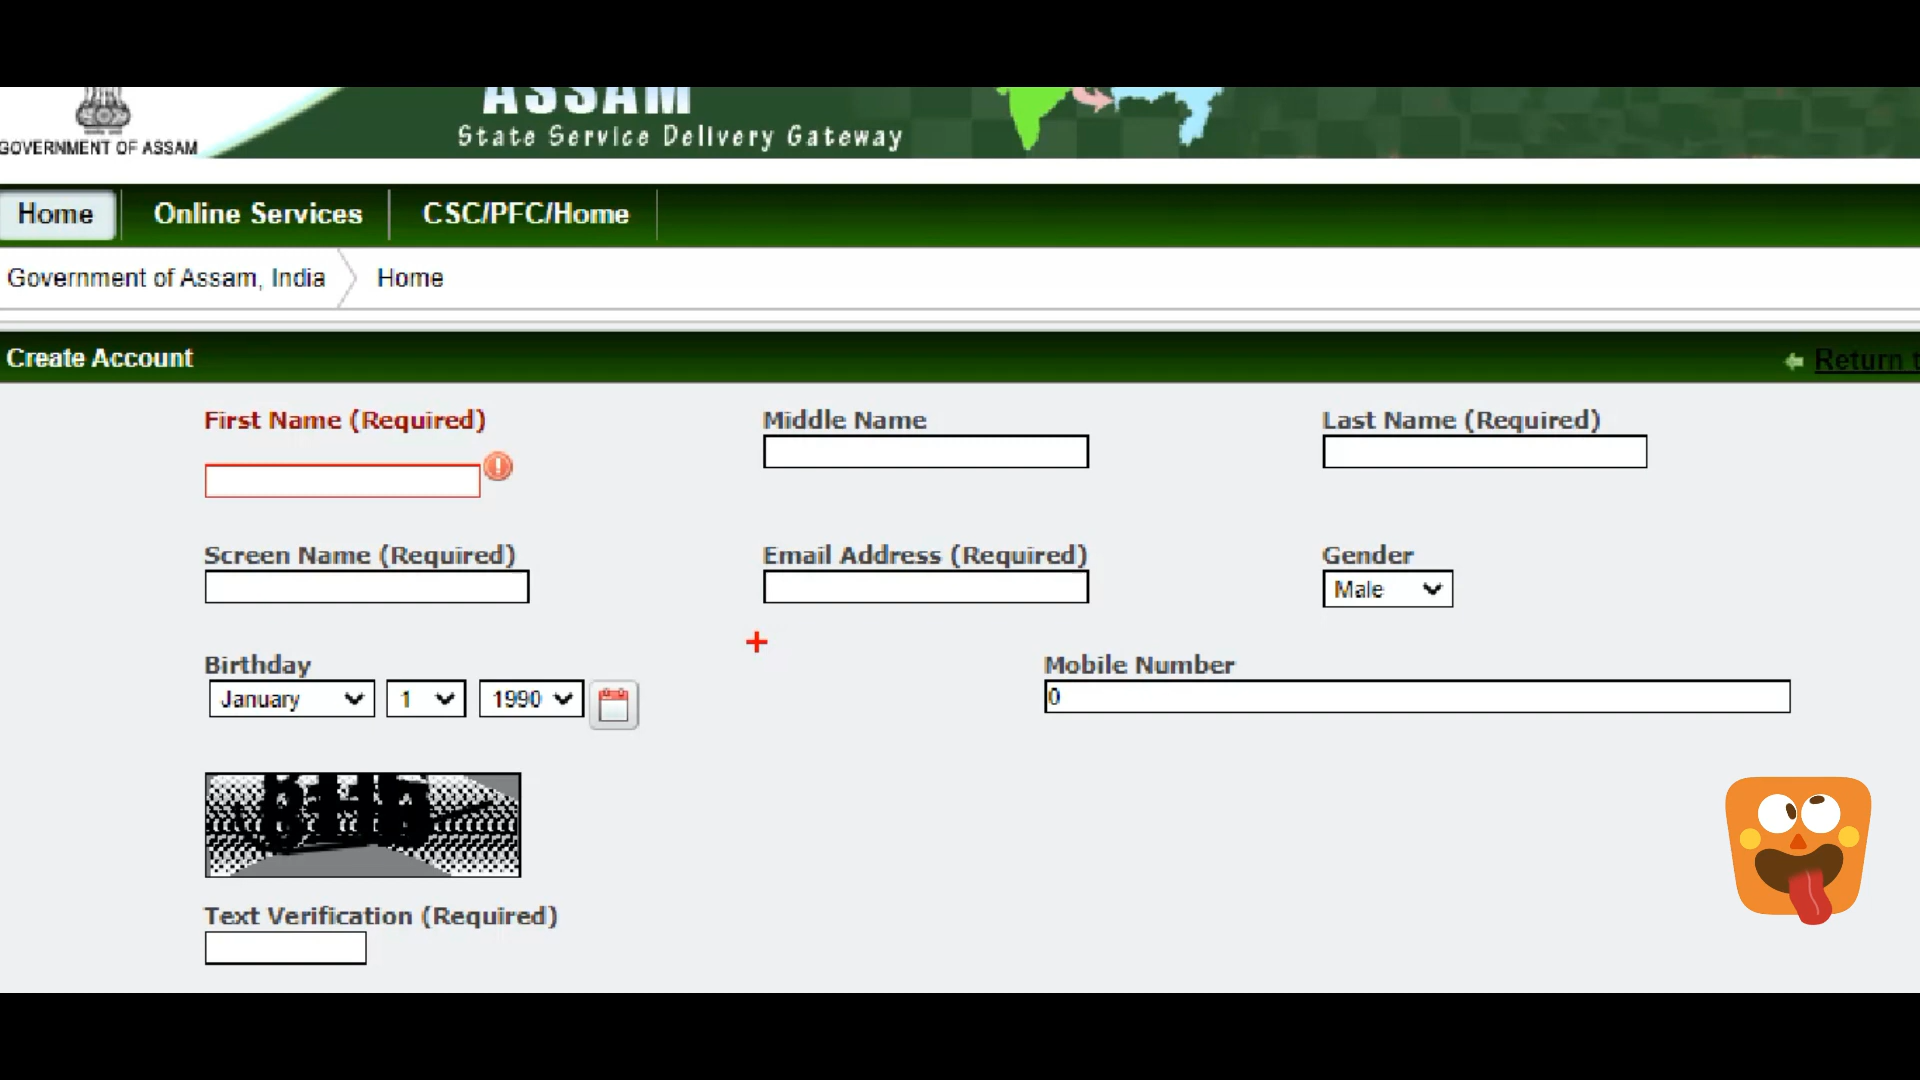 ASSAM
State Service Delivery Gateway
GOVERNMENT OF ASSAM
Home Online Services CSC/PFC/Home
Government of Assam, India Home
Create Account Return t
First Name (Required) Middle Name Last Name (Required)
Screen Name (Required) Email Address (Required) Gender
Male
Birthday Mobile Number
January 1 1990 0
Text Verification (Required)